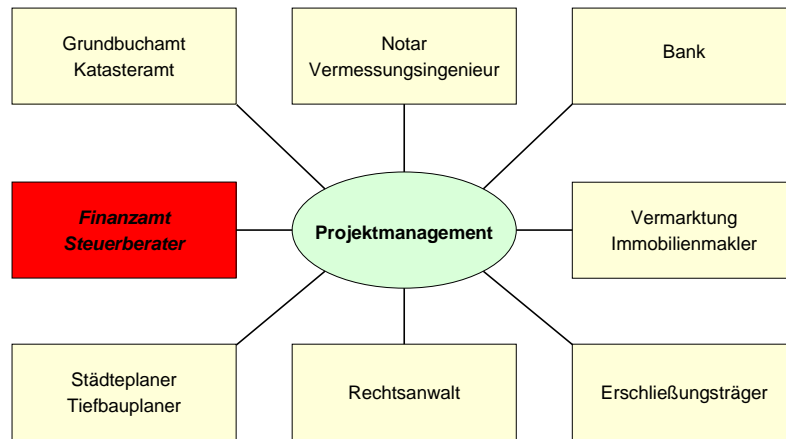 Grundbuchamt
Katasteramt
Notar
Vermessungsingenieur
Bank
Finanzamt
Steuerberater
Projektmanagement
Vermarktung
Immobilienmakler
Städteplaner
Tiefbauplaner
Rechtsanwalt
Erschließungsträger